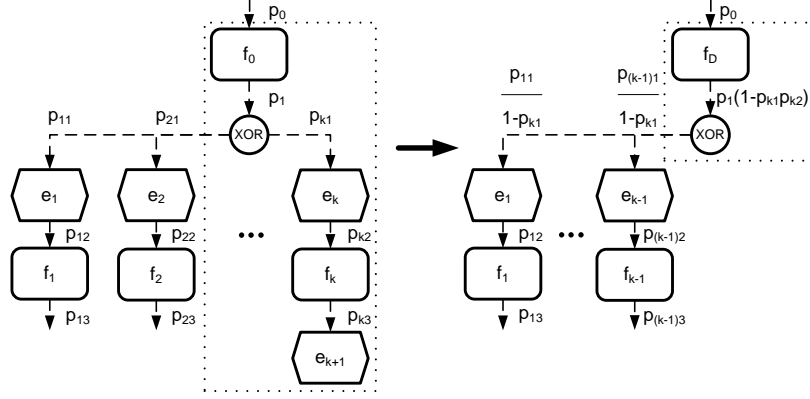 p0 p0
f0 fD
p1 p11 p(k-1)1 p1(1-pk1pk2)
p11 p21 pk1 1-pk1 1-pk1
XOR XOR
e1 e2 ek e1 ek-1
p12 p22 ... pk2 p12 ... p(k-1)2
f1 f2 fk f1 fk-1
p13 p23 pk3 p13 p(k-1)3
ek+1